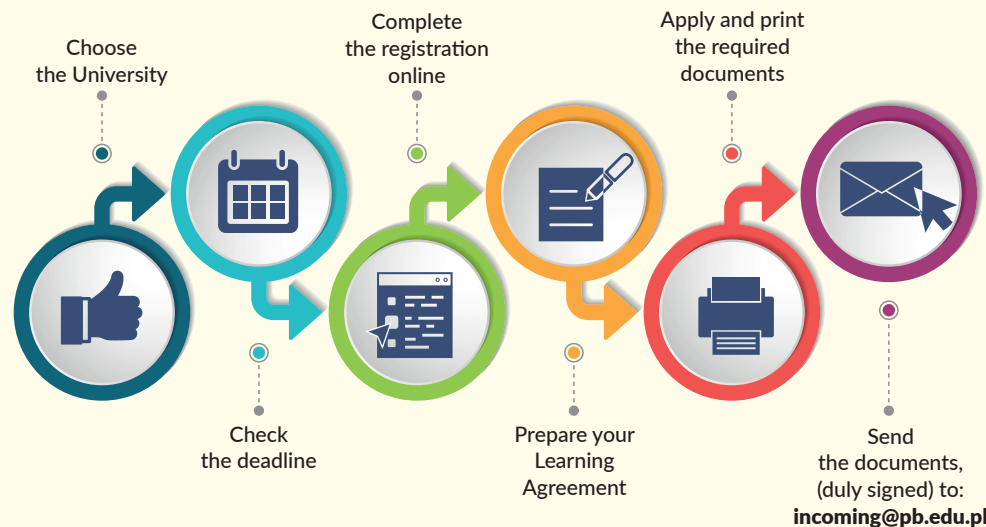 Choose
the University
Check
the deadline
Complete
the registration
online
Prepare your
Learning
Agreement
Apply and print
the required
documents
Send
the documents,
(duly signed) to:
incoming@pb.edu.pl